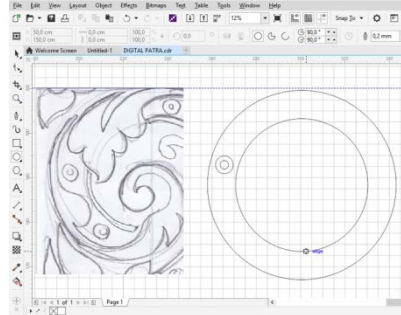 File Edit View Layout Object Effects Bitmaps Text Table Tools Window Help
12% Snap To
50,0 cm 0,0 cm 100,0 % 0,0 90,0 ° 0,2 mm
150,0 cm 0,0 cm 100,0 % 90,0 °
Welcome Screen Untitled-1 DIGITAL PATRA.cdr
edge
1 of 1 Page 1